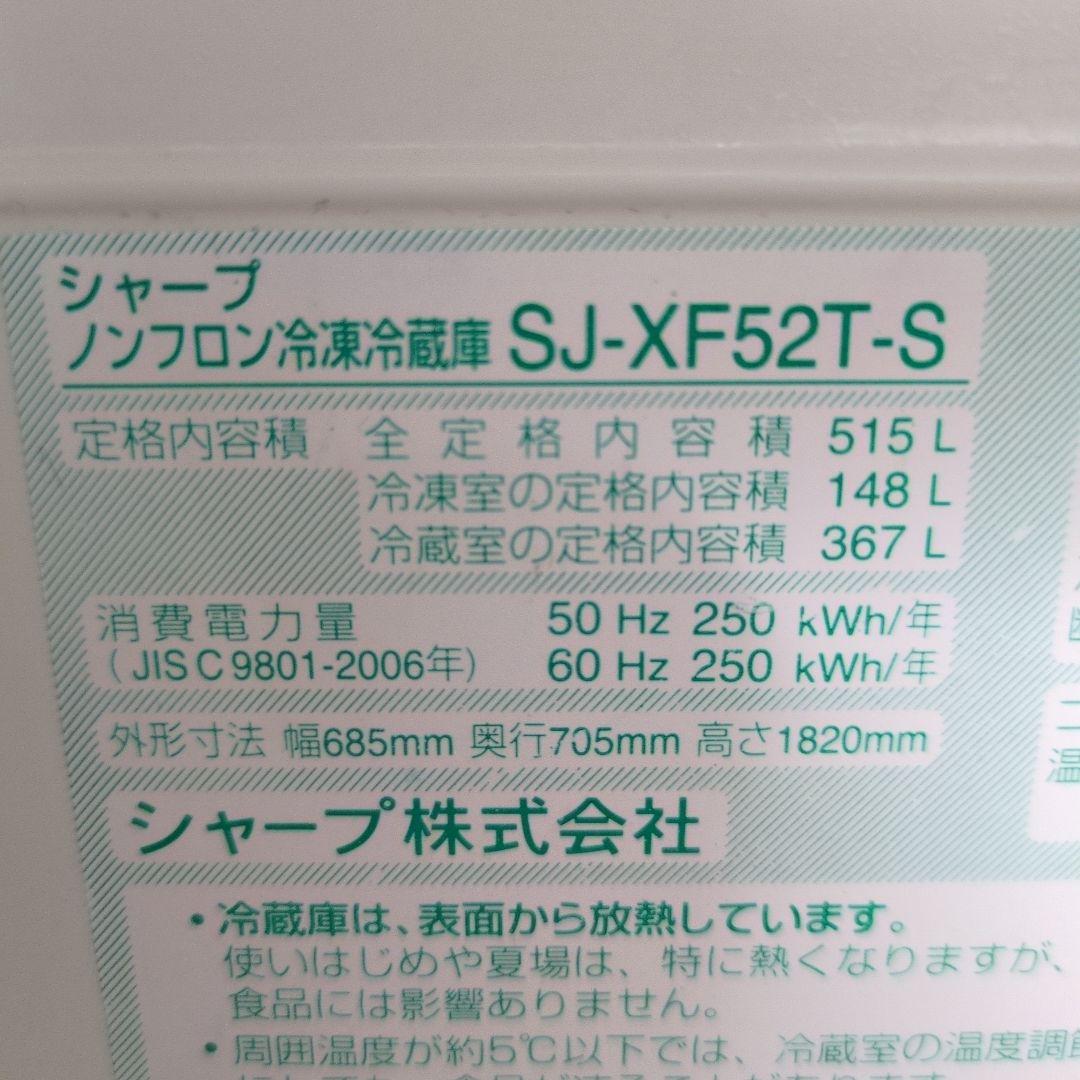 シャープ
ノンフロン冷凍冷蔵庫 SJ-XF52T-S
定格内容積 全定格内容積 515 L
冷凍室の定格内容積 148 L
冷蔵室の定格内容積 367 L
消費電力量 50 Hz 250 kWh/年
(JIS C 9801-2006年) 60 Hz 250 kWh/年
外形寸法 幅685mm 奥行705mm 高さ1820mm
シャープ株式会社
・冷蔵庫は、表面から放熱しています。
使いはじめや夏場は、特に熱くなりますが、
食品には影響ありません。
・周囲温度が約5℃以下では、冷蔵室の温度調節
温